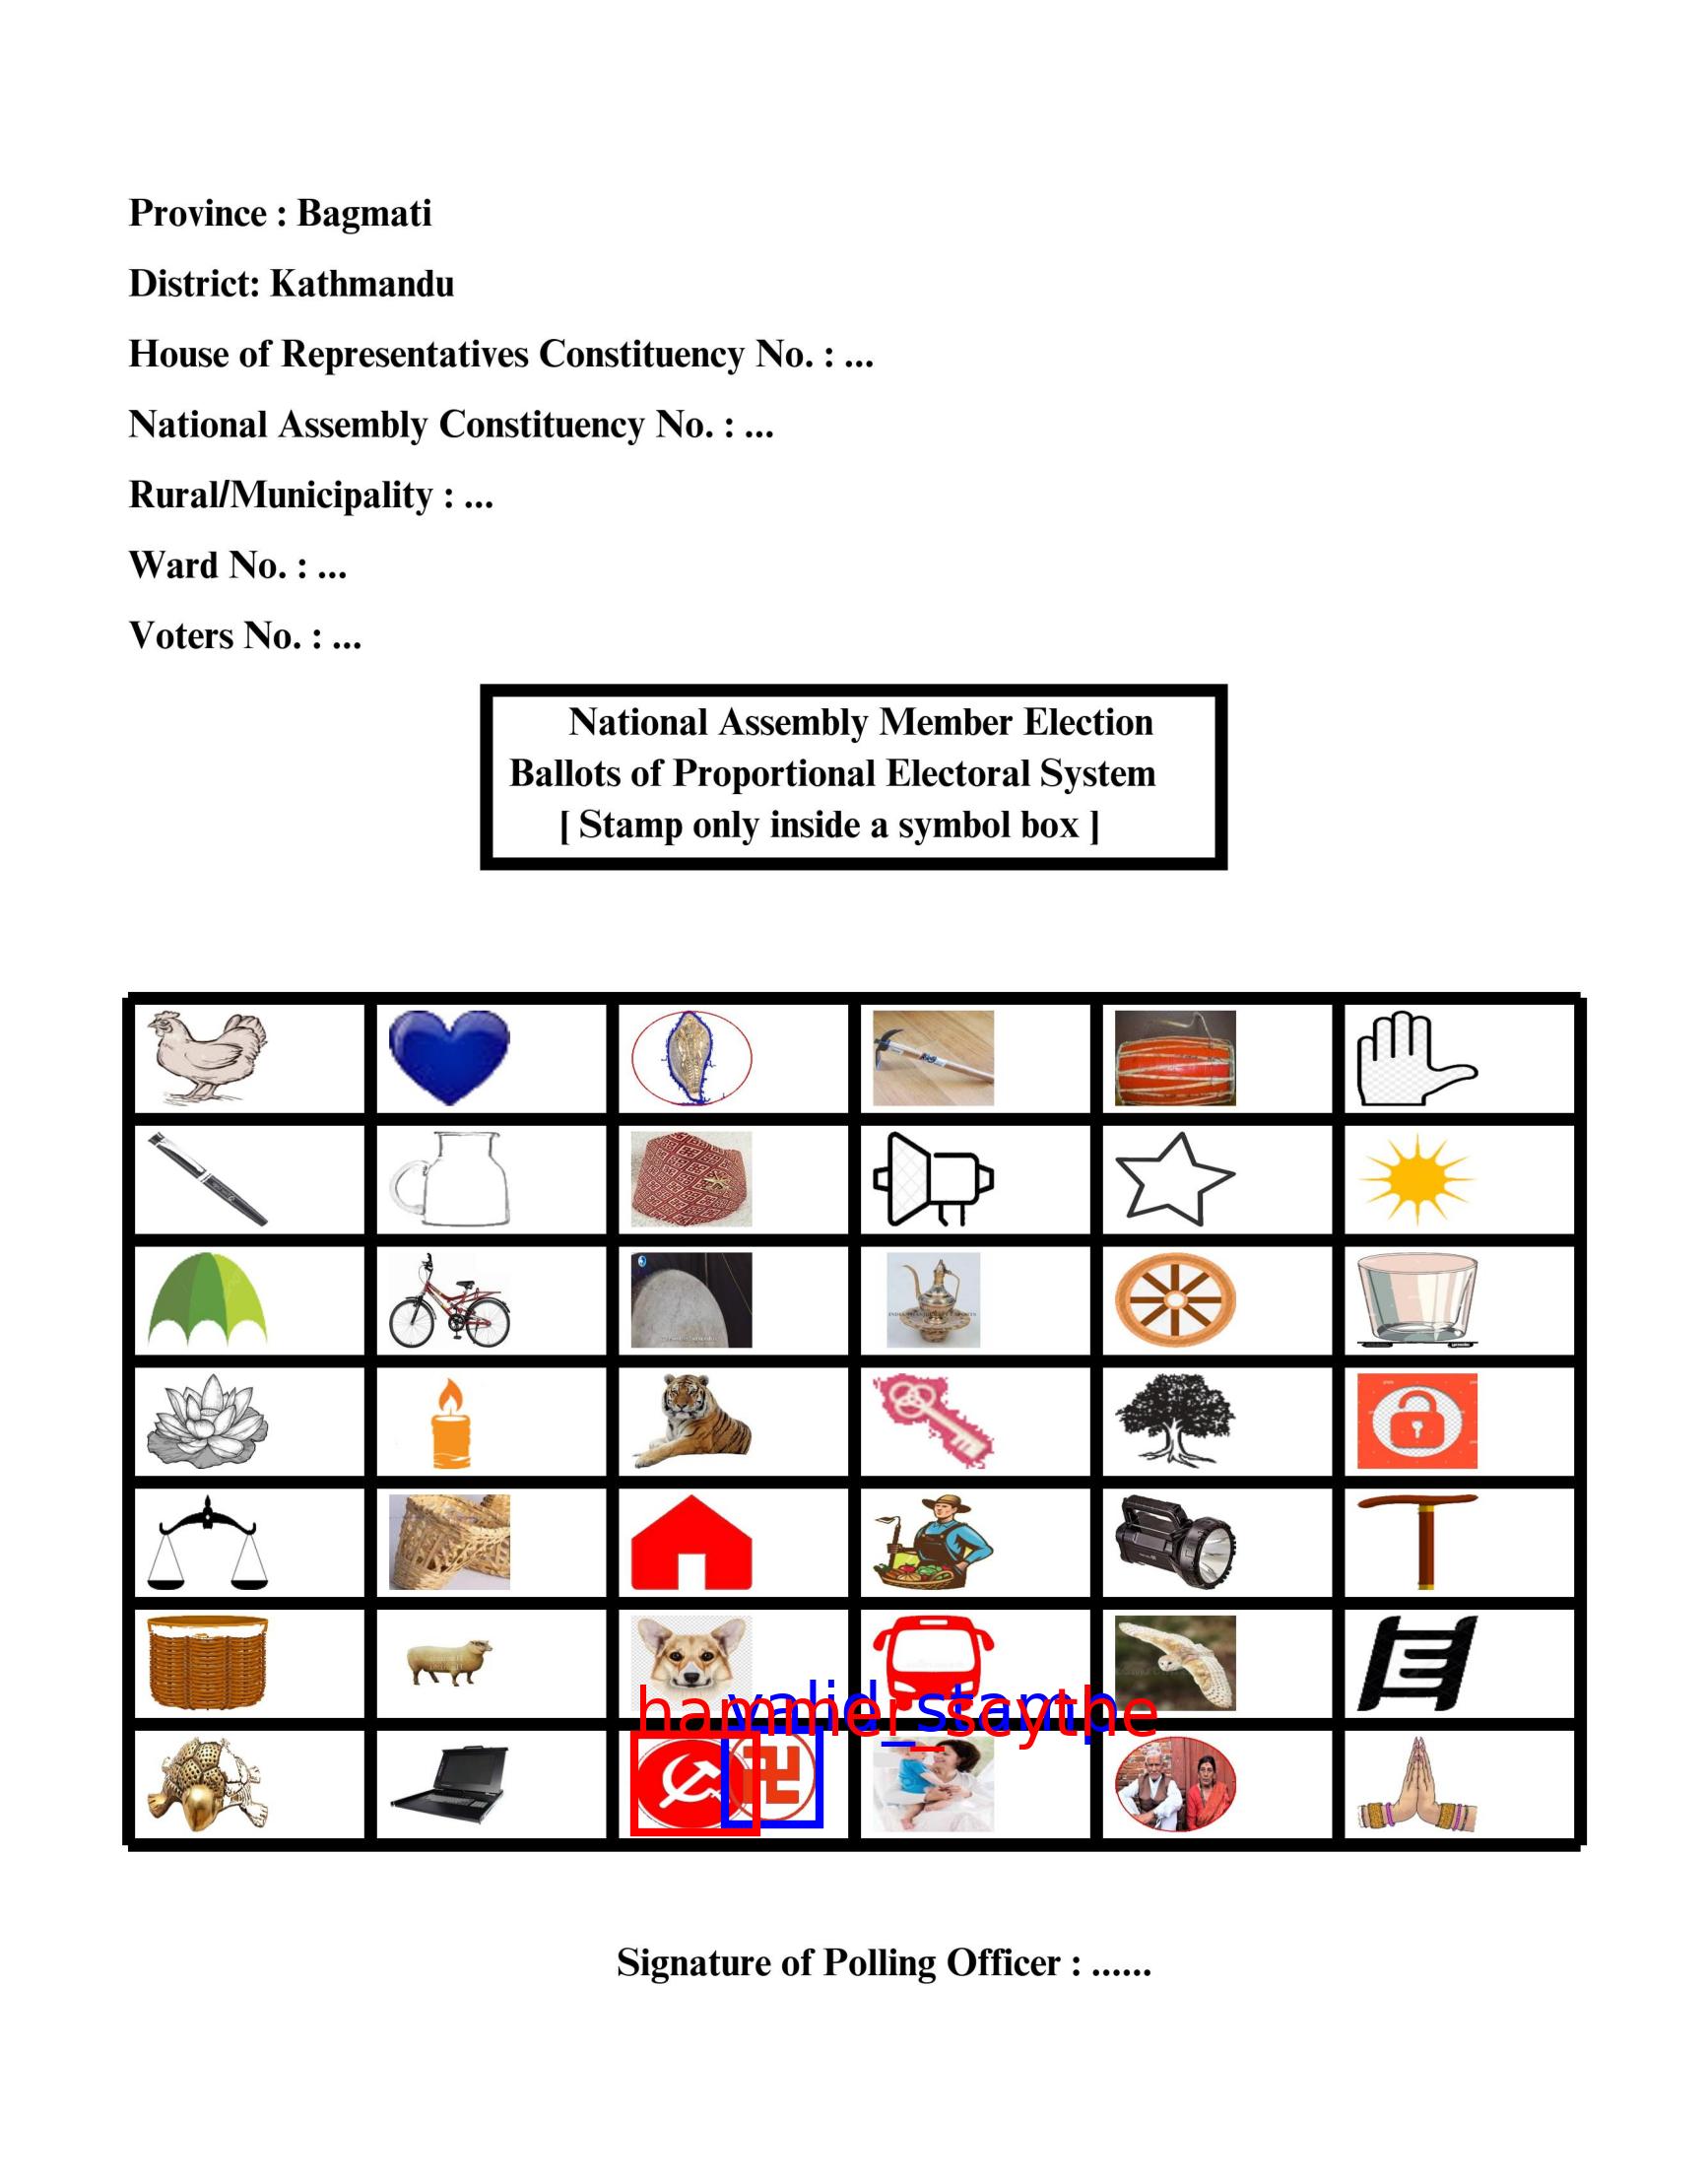 Province : Bagmati
District: Kathmandu
House of Representatives Constituency No. : ...
National Assembly Constituency No. : ...
Rural/Municipality : ...
Ward No. : ...
Voters No. : ...
National Assembly Member Election
Ballots of Proportional Electoral System
[ Stamp only inside a symbol box ]
valid_stamp
hammer_scythe
Signature of Polling Officer : ......